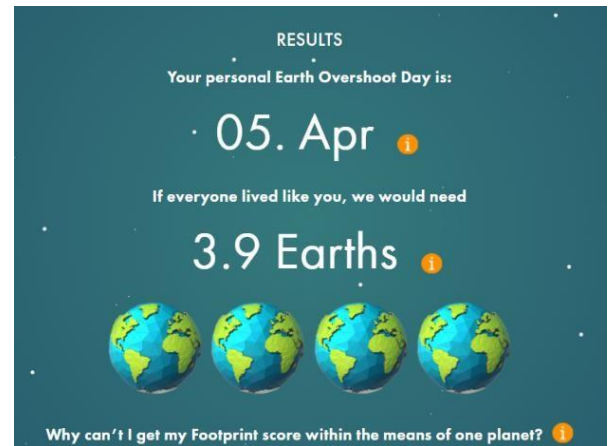 RESULTS
Your personal Earth Overshoot Day is:
05. Apr i
If everyone lived like you, we would need
3.9 Earths i
Why can't I get my Footprint score within the means of one planet? i